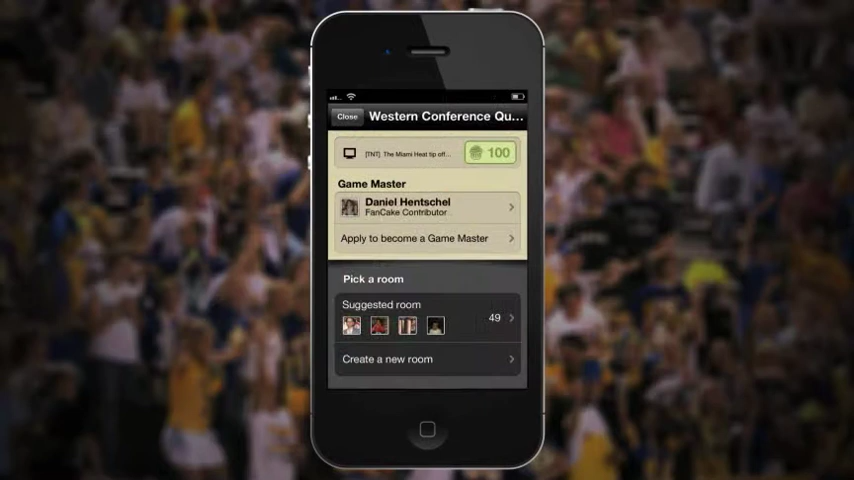 Close
Western Conference Qu...
[TNT] The Miami Heat tip off...
100
Game Master
Daniel Hentschel
FanCake Contributor
Apply to become a Game Master
Pick a room
Suggested room
49
Create a new room